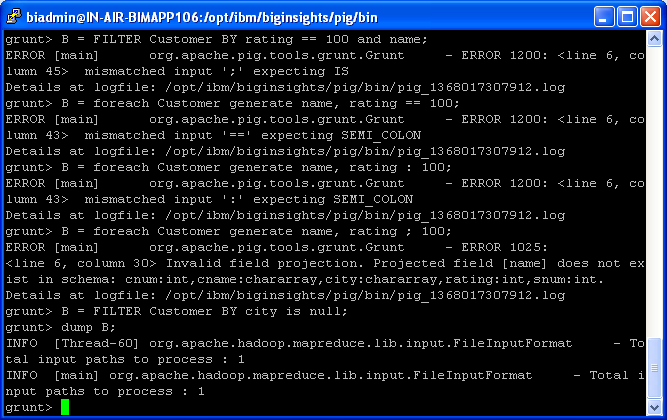 biadmin@IN-AIR-BIMAPP106:/opt/ibm/biginsights/pig/bin
grunt> B = FILTER Customer BY rating == 100 and name;
ERROR [main]      org.apache.pig.tools.grunt.Grunt     - ERROR 1200: <line 6, co
lumn 45>  mismatched input ';' expecting IS
Details at logfile: /opt/ibm/biginsights/pig/bin/pig_1368017307912.log
grunt> B = foreach Customer generate name, rating == 100;
ERROR [main]      org.apache.pig.tools.grunt.Grunt     - ERROR 1200: <line 6, co
lumn 43>  mismatched input '==' expecting SEMI_COLON
Details at logfile: /opt/ibm/biginsights/pig/bin/pig_1368017307912.log
grunt> B = foreach Customer generate name, rating : 100;
ERROR [main]      org.apache.pig.tools.grunt.Grunt     - ERROR 1200: <line 6, co
lumn 43>  mismatched input ':' expecting SEMI_COLON
Details at logfile: /opt/ibm/biginsights/pig/bin/pig_1368017307912.log
grunt> B = foreach Customer generate name, rating ; 100;
ERROR [main]      org.apache.pig.tools.grunt.Grunt     - ERROR 1025:
<line 6, column 30> Invalid field projection. Projected field [name] does not ex
ist in schema: cnum:int,cname:chararray,city:chararray,rating:int,snum:int.
Details at logfile: /opt/ibm/biginsights/pig/bin/pig_1368017307912.log
grunt> B = FILTER Customer BY city is null;
grunt> dump B;
INFO  [Thread-60] org.apache.hadoop.mapreduce.lib.input.FileInputFormat    - To
tal input paths to process : 1
INFO  [main] org.apache.hadoop.mapreduce.lib.input.FileInputFormat     - Total i
nput paths to process : 1
grunt>